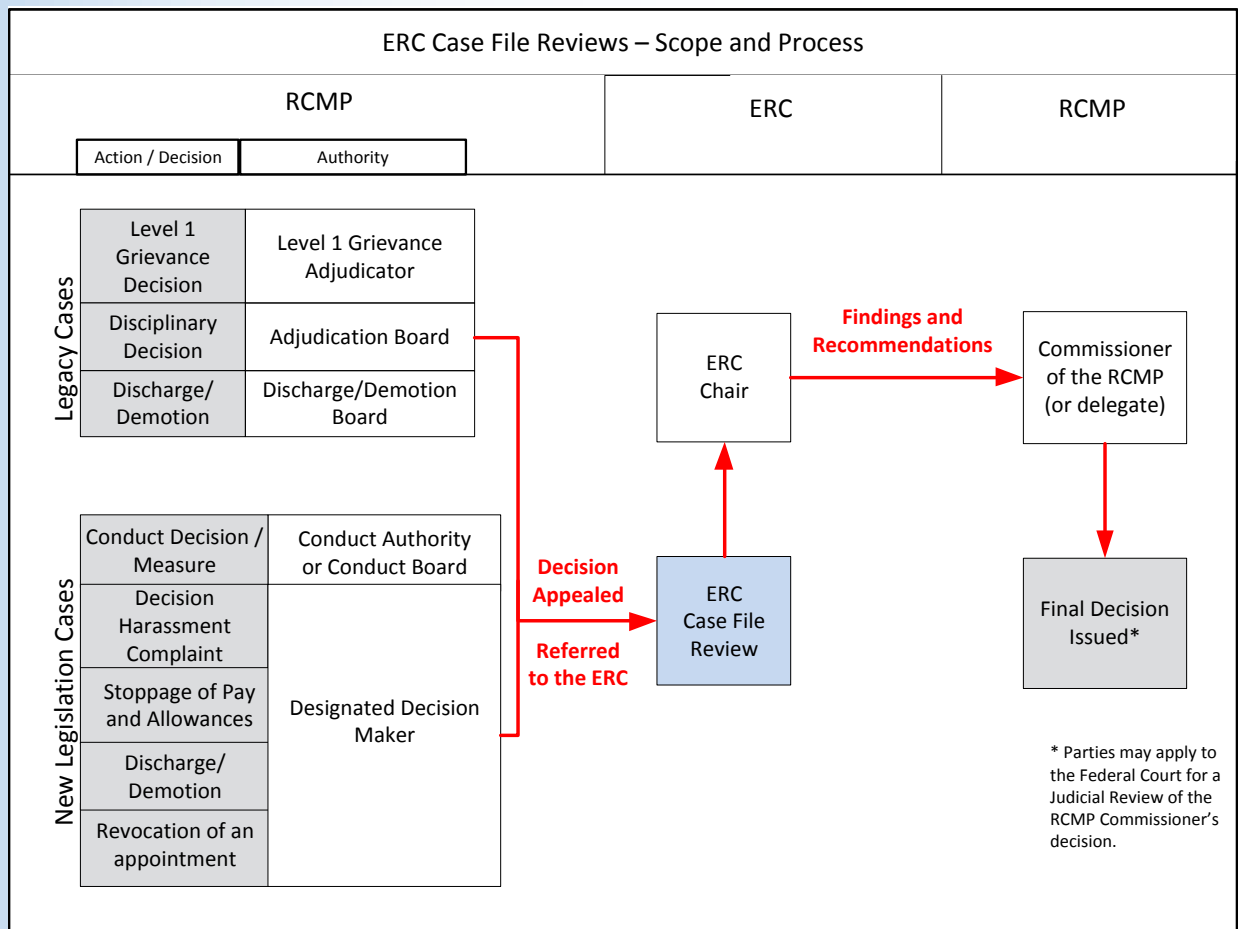 ERC Case File Reviews – Scope and Process
RCMP
ERC
RCMP
Action / Decision
Authority
Legacy Cases
Level 1
Grievance
Decision
Level 1 Grievance
Adjudicator
Disciplinary
Decision
Adjudication Board
Discharge/
Demotion
Discharge/Demotion
Board
New Legislation Cases
Conduct Decision /
Measure
Conduct Authority
or Conduct Board
Decision
Harassment
Complaint
Stoppage of Pay
and Allowances
Discharge/
Demotion
Revocation of an
appointment
Designated Decision
Maker
Decision
Appealed
Referred
to the ERC
ERC
Case File
Review
ERC
Chair
Findings and
Recommendations
Commissioner
of the RCMP
(or delegate)
Final Decision
Issued*
* Parties may apply to
the Federal Court for a
Judicial Review of the
RCMP Commissioner’s
decision.